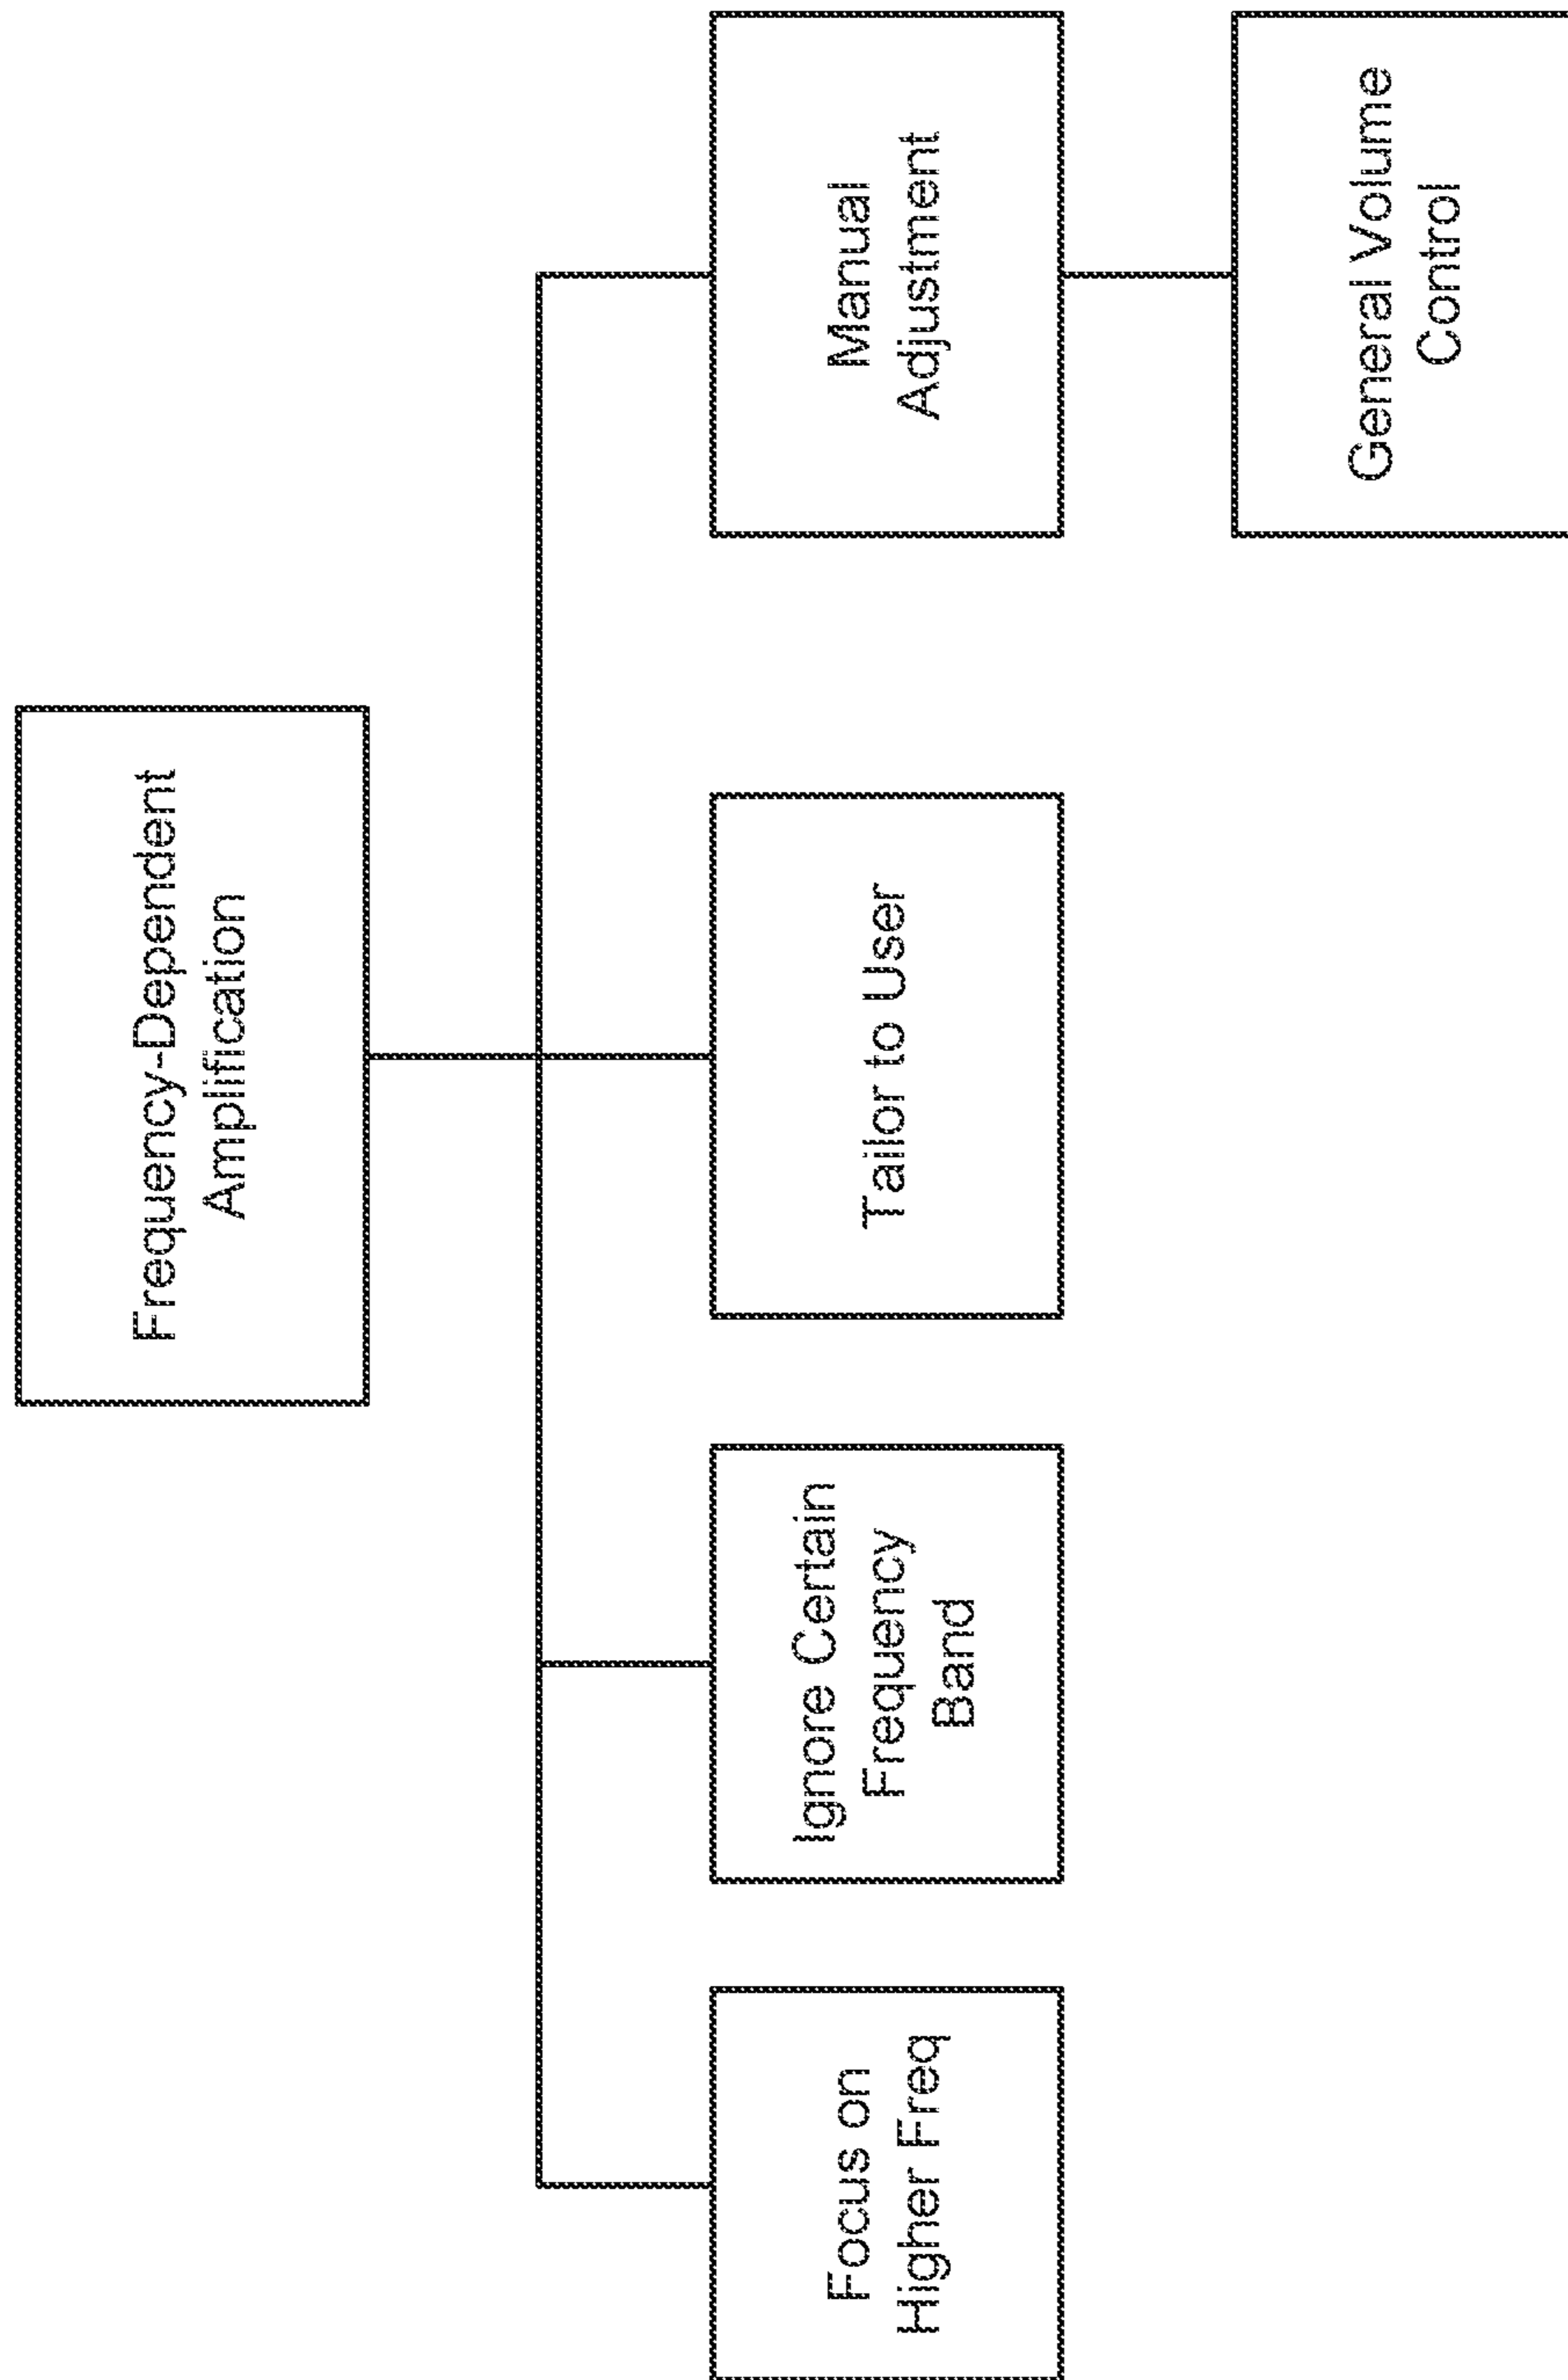 Frequency-Dependent
Amplification
Focus on
Higher Freq
Ignore Certain
Frequency
Band
Tailor to User
Manual
Adjustment
General Volume
Control